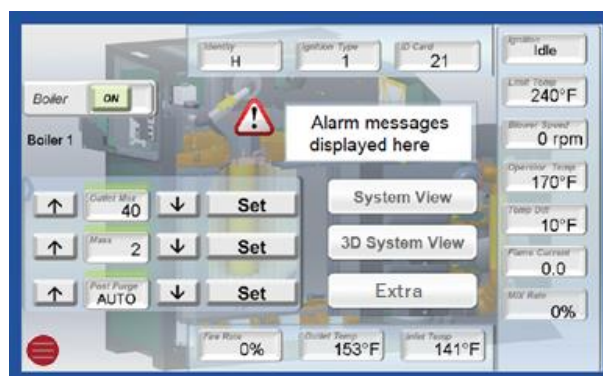 Identity
H
Ignition Type
1
ID Card
21
Ignition
Idle
Limit Temp
240°F
Blower Speed
0 rpm
Operator Temp
170°F
Temp Diff
10°F
Flame Current
0.0
MIX Rate
0%
Boiler
ON
Boiler 1
Alarm messages
displayed here
Outlet Max
40
Set
Mass
2
Set
Post Purge
AUTO
Set
System View
3D System View
Extra
Fire Rate
0%
Outlet Temp
153°F
Inlet Temp
141°F